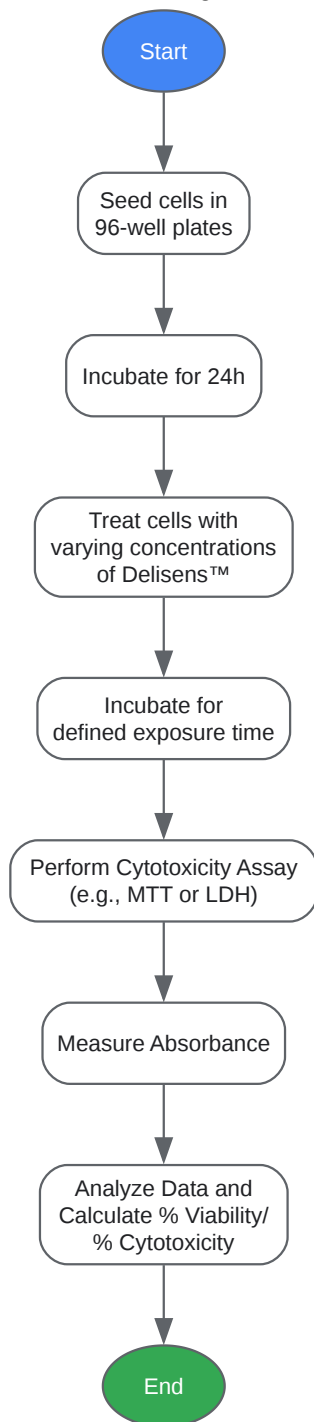 Start
Seed cells in
96-well plates
Incubate for 24h
Treat cells with
varying concentrations
of Delisens™
Incubate for
defined exposure time
Perform Cytotoxicity Assay
(e.g., MTT or LDH)
Measure Absorbance
Analyze Data and
Calculate % Viability/
% Cytotoxicity
End